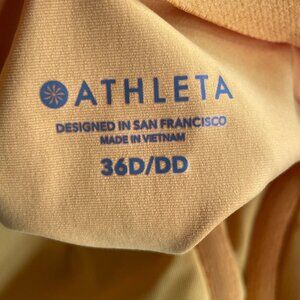 ATHLETA
DESIGNED IN SAN FRANCISCO
MADE IN VIETNAM
36D/DD